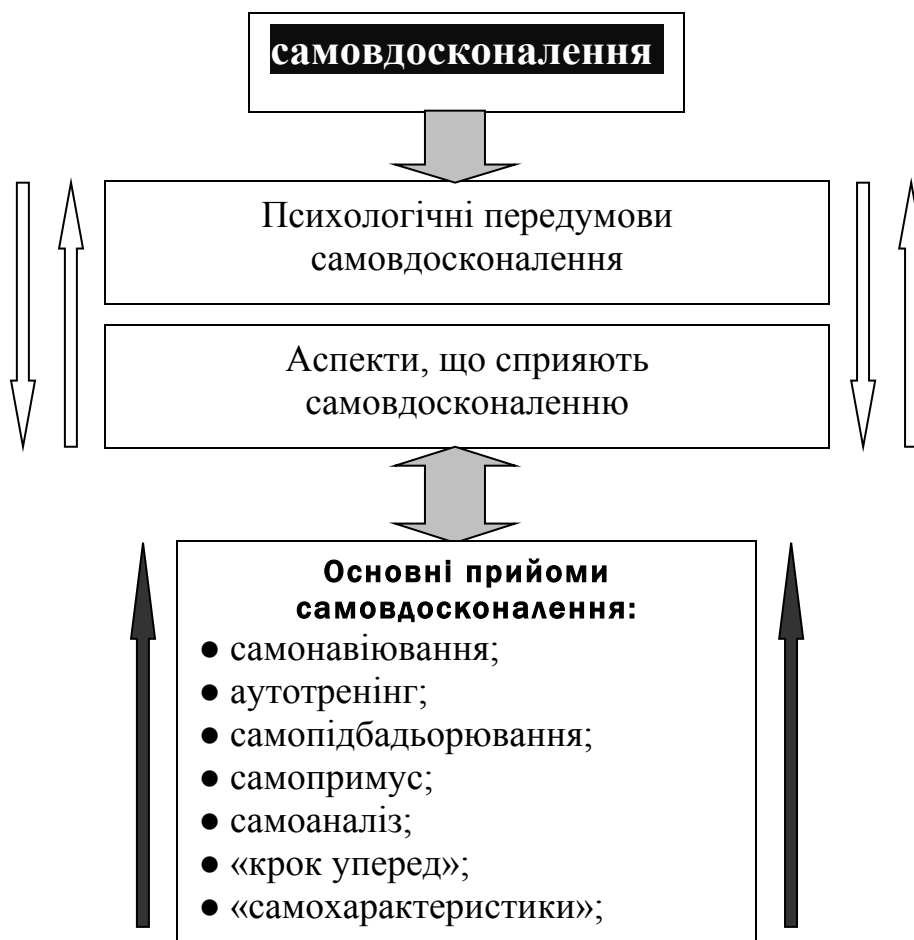 самовдосконалення
Психологічні передумови
самовдосконалення
Аспекти, що сприяють
самовдосконаленню
Основні прийоми
самовдосконалення:
● самонавіювання;
● аутотренінг;
● самопідбадьорювання;
● самопримус;
● самоаналіз;
● «крок уперед»;
● «самохарактеристики»;